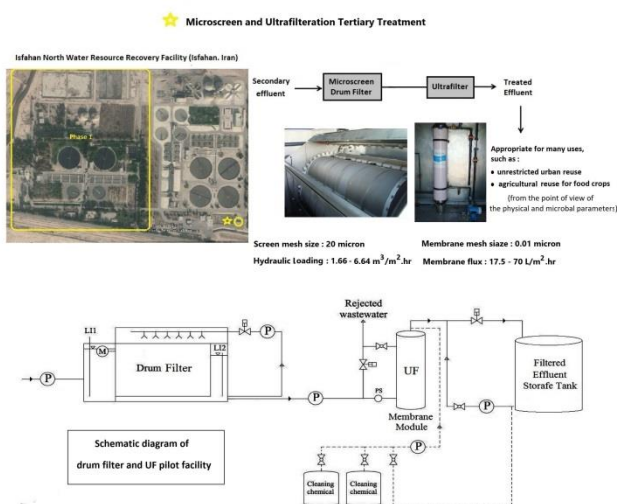 Microscreen and Ultrafilteration Tertiary Treatment
Isfahan North Water Resource Recovery Facility (Isfahan. Iran)
Phase 1
Secondary
effluent
Microscreen
Drum Filter
Ultrafilter
Treated
Effluent
Appropriate for many uses,
such as :
• unrestricted urban reuse
• agricultural reuse for food crops
(from the point of view of
the physical and microbal parameters)
Screen mesh size : 20 micron
Hydraulic Loading : 1.66 - 6.64 m³/m².hr
Membrane mesh siaze : 0.01 micron
Membrane flux : 17.5 - 70 L/m².hr
Rejected
wastewater
LI1
M
LI2
P
P
Drum Filter
P
P
PS
UF
Membrane
Module
P
P
Filtered
Effluent
Storafe Tank
Schematic diagram of
drum filter and UF pilot facility
Cleaning
chemical
Cleaning
chemical